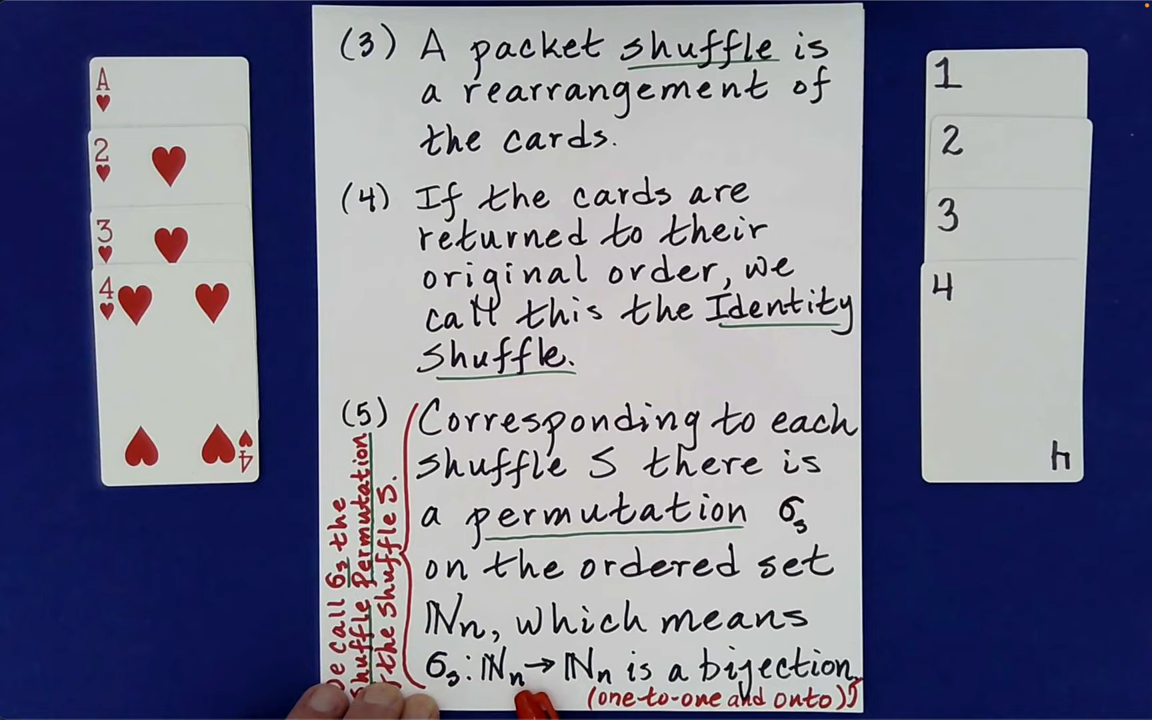 A
2
3
4
4
(3) A packet shuffle is
a rearrangement of
the cards.
(4) If the cards are
returned to their
original order, we
call this the Identity
Shuffle.
(5) Corresponding to each
shuffle S there is
a permutation σₛ
on the ordered set
ℕn, which means
σₛ: ℕn → ℕn is a bijection
(one-to-one and onto)
call σₛ the
shuffle Permutation
the shuffle S.
1
2
3
4
4